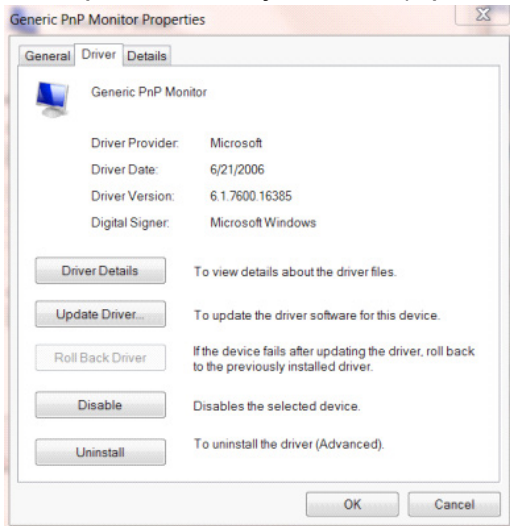 Generic PnP Monitor Properties
General Driver Details
Generic PnP Monitor
Driver Provider: Microsoft
Driver Date: 6/21/2006
Driver Version: 6.1.7600.16385
Digital Signer: Microsoft Windows
Driver Details To view details about the driver files.
Update Driver... To update the driver software for this device.
Roll Back Driver If the device fails after updating the driver, roll back
to the previously installed driver.
Disable Disables the selected device.
Uninstall To uninstall the driver (Advanced).
OK Cancel